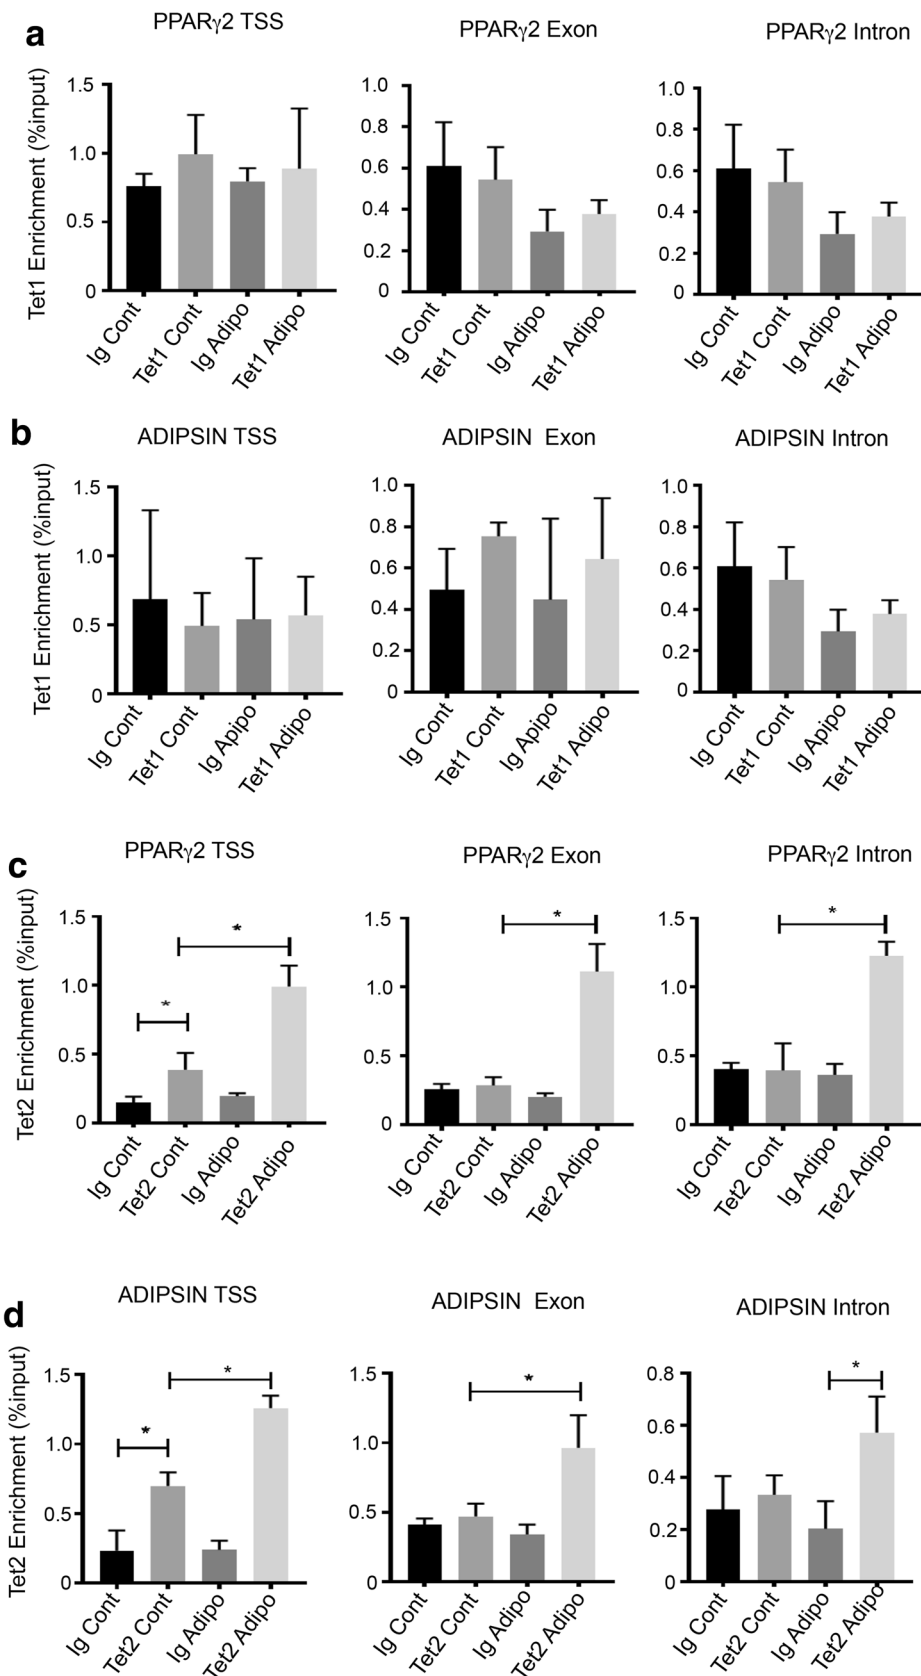 a
PPARγ2 TSS
PPARγ2 Exon
PPARγ2 Intron
Tet1 Enrichment (%input)
1.5
1.0
0.5
0
Ig Cont
Tet1 Cont
Ig Adipo
Tet1 Adipo
1.0
0.8
0.6
0.4
0.2
0
Ig Cont
Tet1 Cont
Ig Adipo
Tet1 Adipo
1.0
0.8
0.6
0.4
0.2
0
Ig Cont
Tet1 Cont
Ig Adipo
Tet1 Adipo
b
ADIPSIN TSS
ADIPSIN Exon
ADIPSIN Intron
Tet1 Enrichment (%input)
1.5
1.0
0.5
0
Ig Cont
Tet1 Cont
Ig Apipo
Tet1 Adipo
1.0
0.8
0.6
0.4
0.2
0
Ig Cont
Tet1 Cont
Ig Apipo
Tet1 Adipo
1.0
0.8
0.6
0.4
0.2
0
Ig Cont
Tet1 Cont
Ig Apipo
Tet1 Adipo
c
PPARγ2 TSS
PPARγ2 Exon
PPARγ2 Intron
Tet2 Enrichment (%input)
1.5
1.0
0.5
0
*
*
Ig Cont
Tet2 Cont
Ig Adipo
Tet2 Adipo
1.5
1.0
0.5
0
*
Ig Cont
Tet2 Cont
Ig Adipo
Tet2 Adipo
1.5
1.0
0.5
0
*
Ig Cont
Tet2 Cont
Ig Adipo
Tet2 Adipo
d
ADIPSIN TSS
ADIPSIN Exon
ADIPSIN Intron
Tet2 Enrichment (%input)
1.5
1.0
0.5
0
*
*
Ig Cont
Tet2 Cont
Ig Adipo
Tet2 Adipo
1.5
1.0
0.5
0
*
Ig Cont
Tet2 Cont
Ig Adipo
Tet2 Adipo
0.8
0.6
0.4
0.2
0
*
Ig Cont
Tet2 Cont
Ig Adipo
Tet2 Adipo